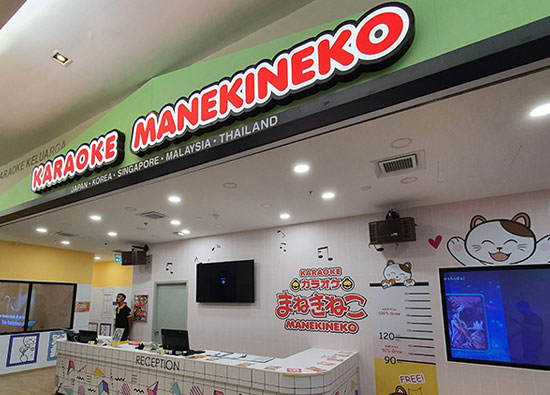 KARAOKE KELUARGA
KARAOKE MANEKINEKO
JAPAN • KOREA • SINGAPORE • MALAYSIA • THAILAND
KARAOKE
カラオケ
まねきねこ
MANEKINEKO
120
90
FREE!
RECEPTION